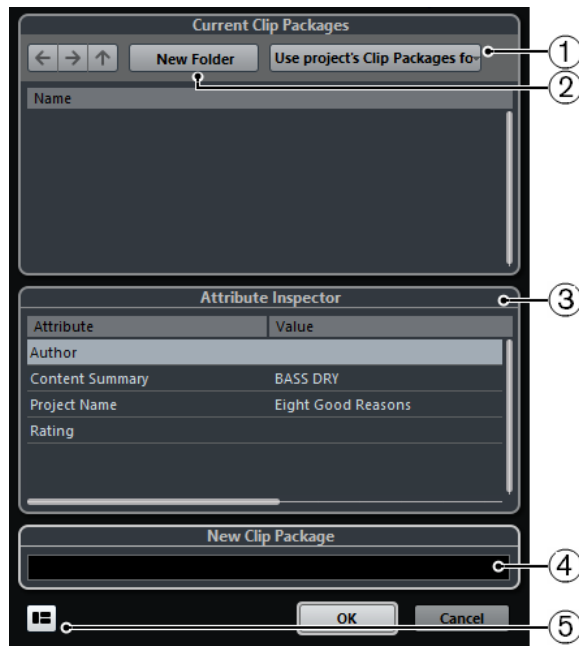 Current Clip Packages
New Folder
Use project's Clip Packages fo
1
2
Name
Attribute Inspector
3
Attribute Value
Author
Content Summary BASS DRY
Project Name Eight Good Reasons
Rating
New Clip Package
4
OK Cancel
5